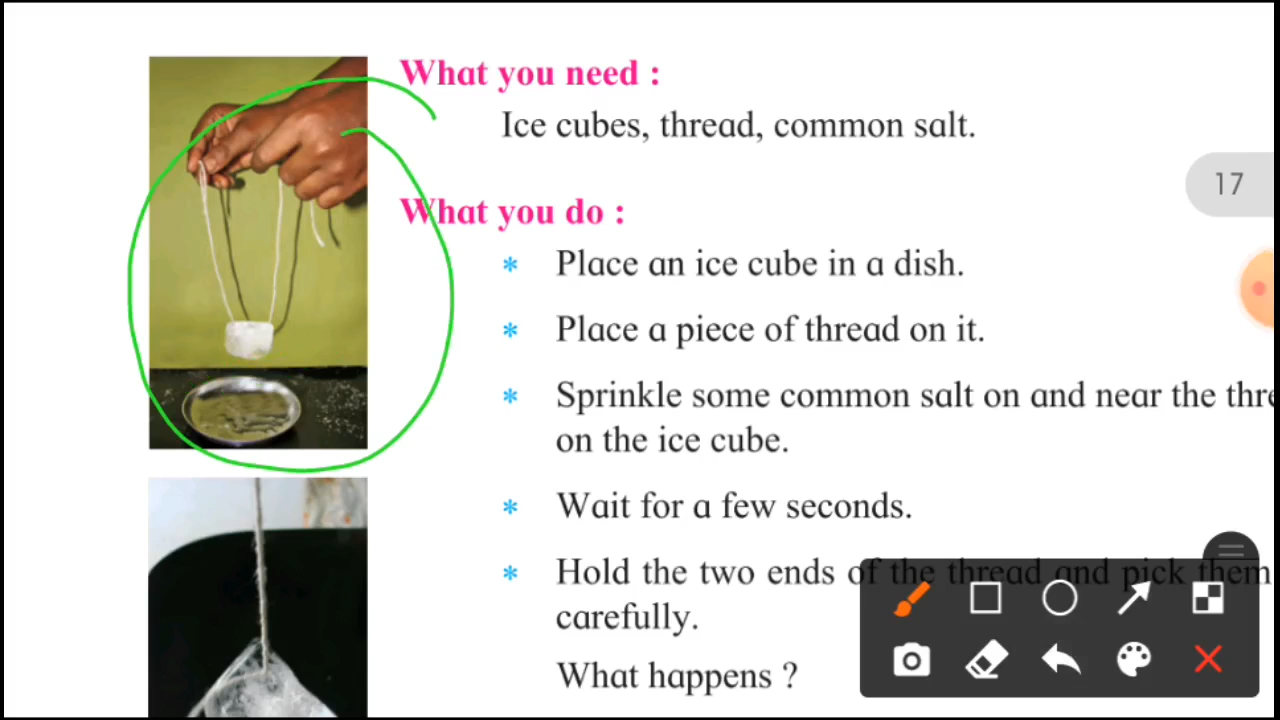 What you need :
Ice cubes, thread, common salt.
17
What you do :
* Place an ice cube in a dish.
* Place a piece of thread on it.
* Sprinkle some common salt on and near the
on the ice cube.
* Wait for a few seconds.
* Hold the two ends of the thread and pick them
carefully.
What happens ?